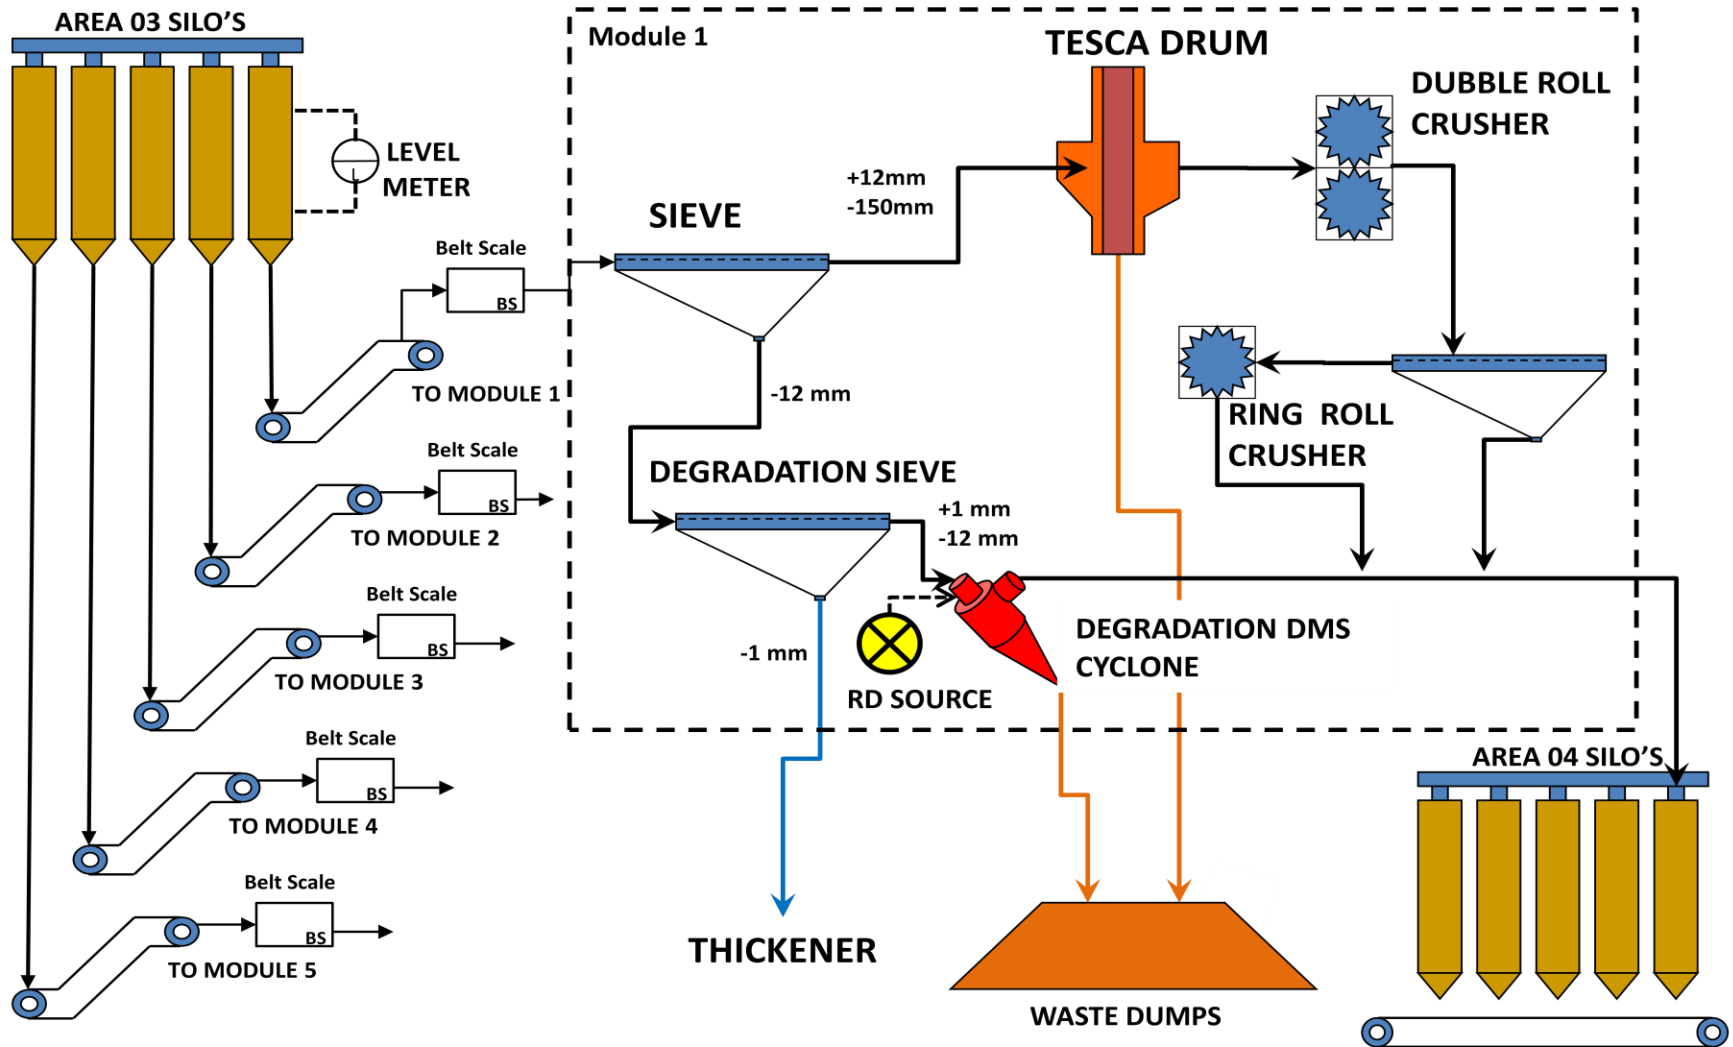 AREA 03 SILO'S
LEVEL
METER
L
Belt Scale
BS
TO MODULE 1
Belt Scale
BS
TO MODULE 2
Belt Scale
BS
TO MODULE 3
Belt Scale
BS
TO MODULE 4
Belt Scale
BS
TO MODULE 5
Module 1
SIEVE
+12mm
-150mm
TESCA DRUM
DUBBLE ROLL
CRUSHER
-12 mm
RING ROLL
CRUSHER
DEGRADATION SIEVE
+1 mm
-12 mm
-1 mm
RD SOURCE
DEGRADATION DMS
CYCLONE
THICKENER
WASTE DUMPS
AREA 04 SILO'S